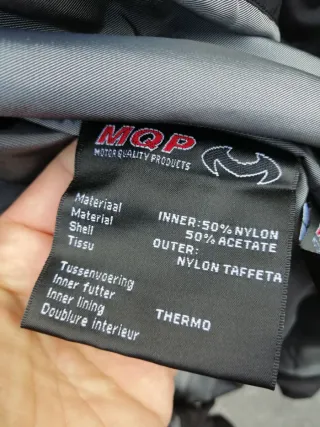 MQP
MOTOR QUALITY PRODUCTS
Materiaal
Material
Shell
Tissu
INNER: 50% NYLON
50% ACETATE
OUTER:
NYLON TAFFETA
Tussenvoering
Inner futter
Inner lining
Doublure interieur
THERMO